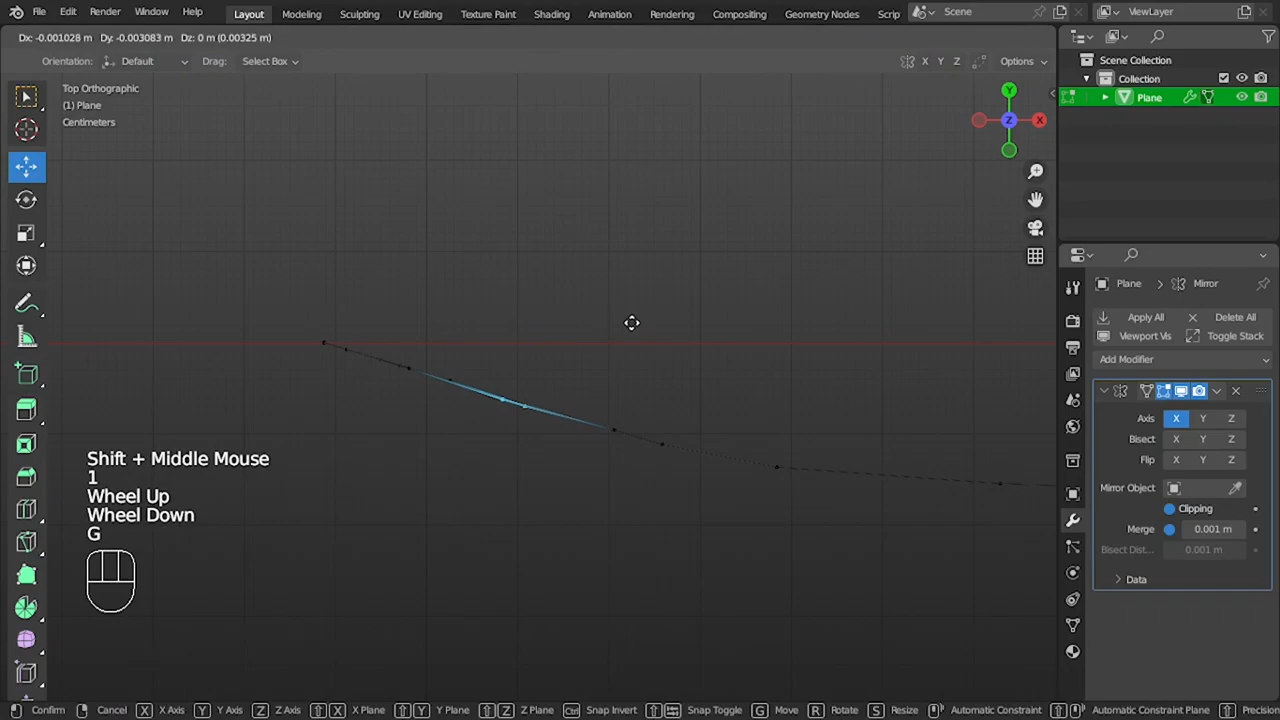 File Edit Render Window Help Layout Modeling Sculpting UV Editing Texture Paint Shading Animation Rendering Compositing Geometry Nodes Scrip Scene ViewLayer
Dx: -0.001028 m Dy: -0.003083 m Dz: 0 m (0.00325 m)
Orientation: Default Drag: Select Box X Y Z Options
Scene Collection
Collection
Plane
Top Orthographic
(1) Plane
Centimeters
Y
Z
X
Plane > Mirror
Apply All Delete All
Viewport Vis Toggle Stack
Add Modifier
Axis X Y Z
Bisect X Y Z
Flip X Y Z
Mirror Object
Clipping
Merge 0.001 m
Bisect Dist... 0.001 m
Data
Shift + Middle Mouse
1
Wheel Up
Wheel Down
G
Confirm Cancel X X Axis Y Y Axis Z Z Axis X X Plane Y Y Plane Z Z Plane Ctrl Snap Invert Snap Toggle G Move R Rotate S Resize Automatic Constraint Automatic Constraint Plane Precision